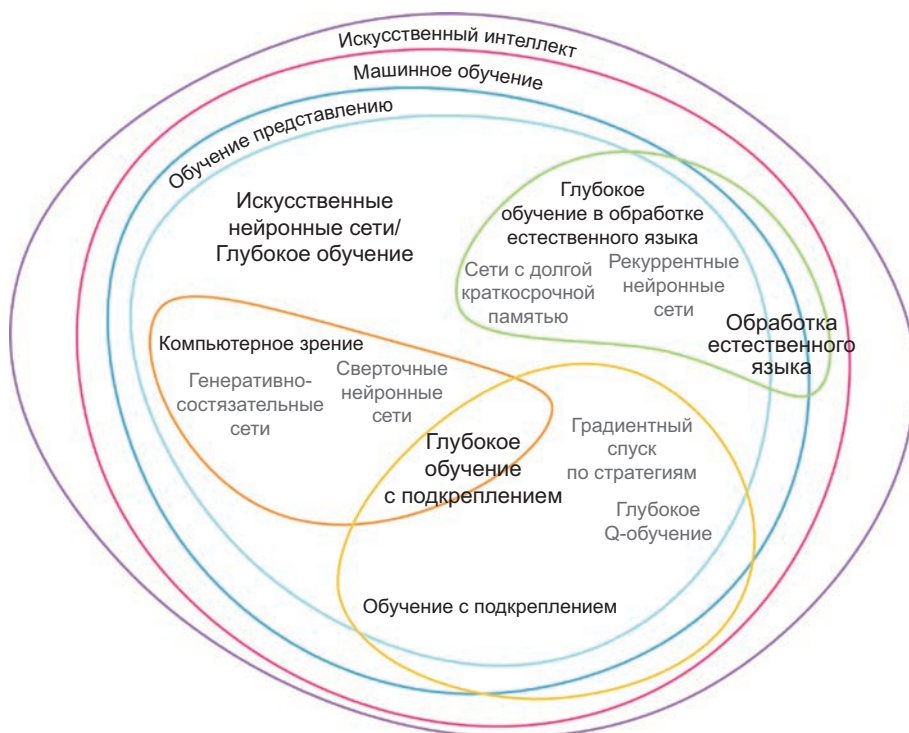 Искусственный интеллект
Машинное обучение
Обучение представлению
Искусственные
нейронные сети/
Глубокое обучение
Глубокое
обучение в обработке
естественного языка
Сети с долгой
краткосрочной
памятью
Рекуррентные
нейронные
сети
Обработка
естественного
языка
Компьютерное зрение
Генеративно-
состязательные
сети
Сверточные
нейронные
сети
Глубокое
обучение
с подкреплением
Градиентный
спуск
по стратегиям
Глубокое
Q-обучение
Обучение с подкреплением